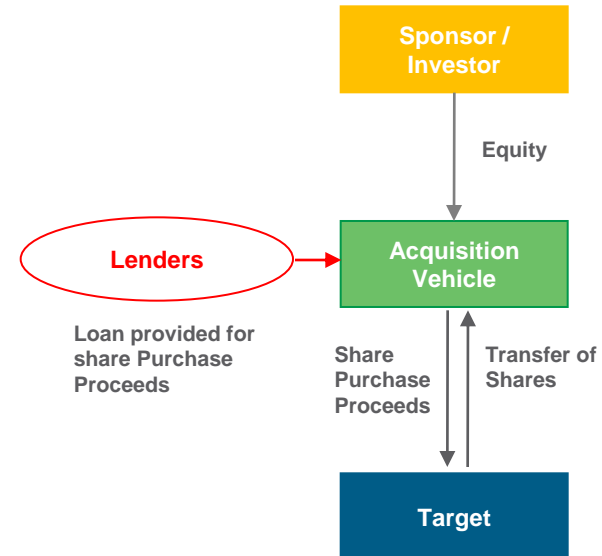 Sponsor /
Investor
Equity
Lenders
Acquisition
Vehicle
Loan provided for
share Purchase
Proceeds
Share
Purchase
Proceeds
Transfer of
Shares
Target